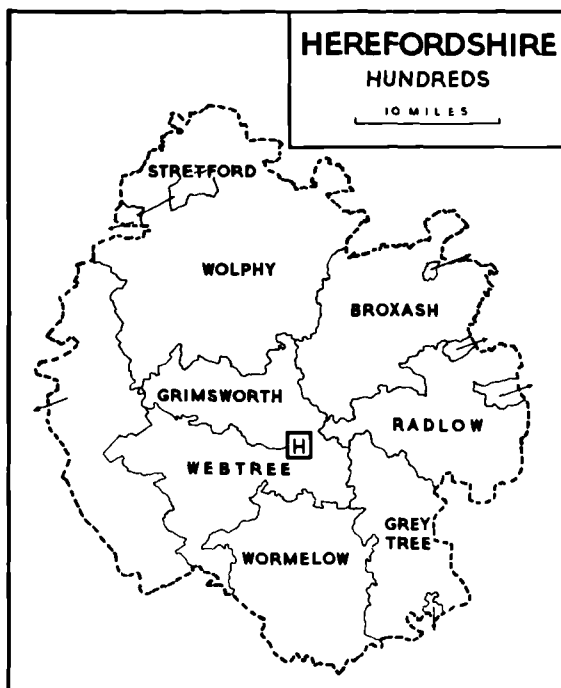 HEREFORDSHIRE
HUNDREDS
10 MILES
STRETFORD
WOLPHY
BROXASH
GRIMSWORTH
RADLOW
H
WEBTREE
GREY
TREE
WORMELOW